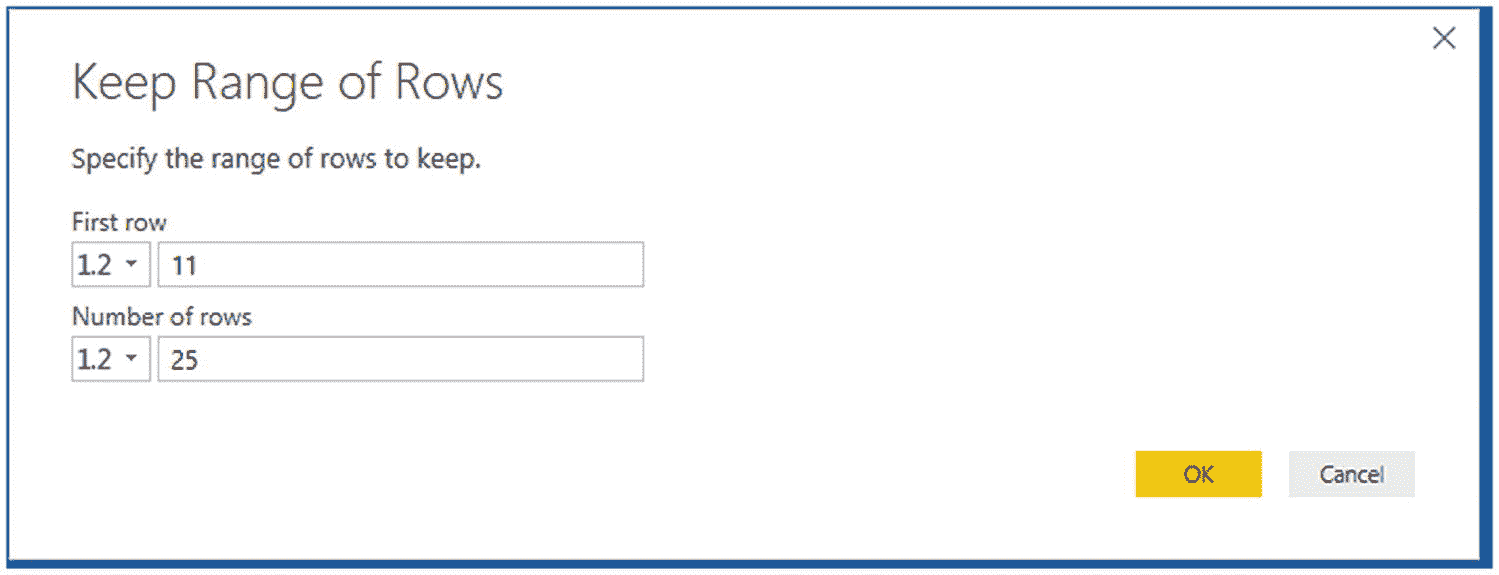 Keep Range of Rows
Specify the range of rows to keep.
First row
1.2 11
Number of rows
1.2 25
OK Cancel